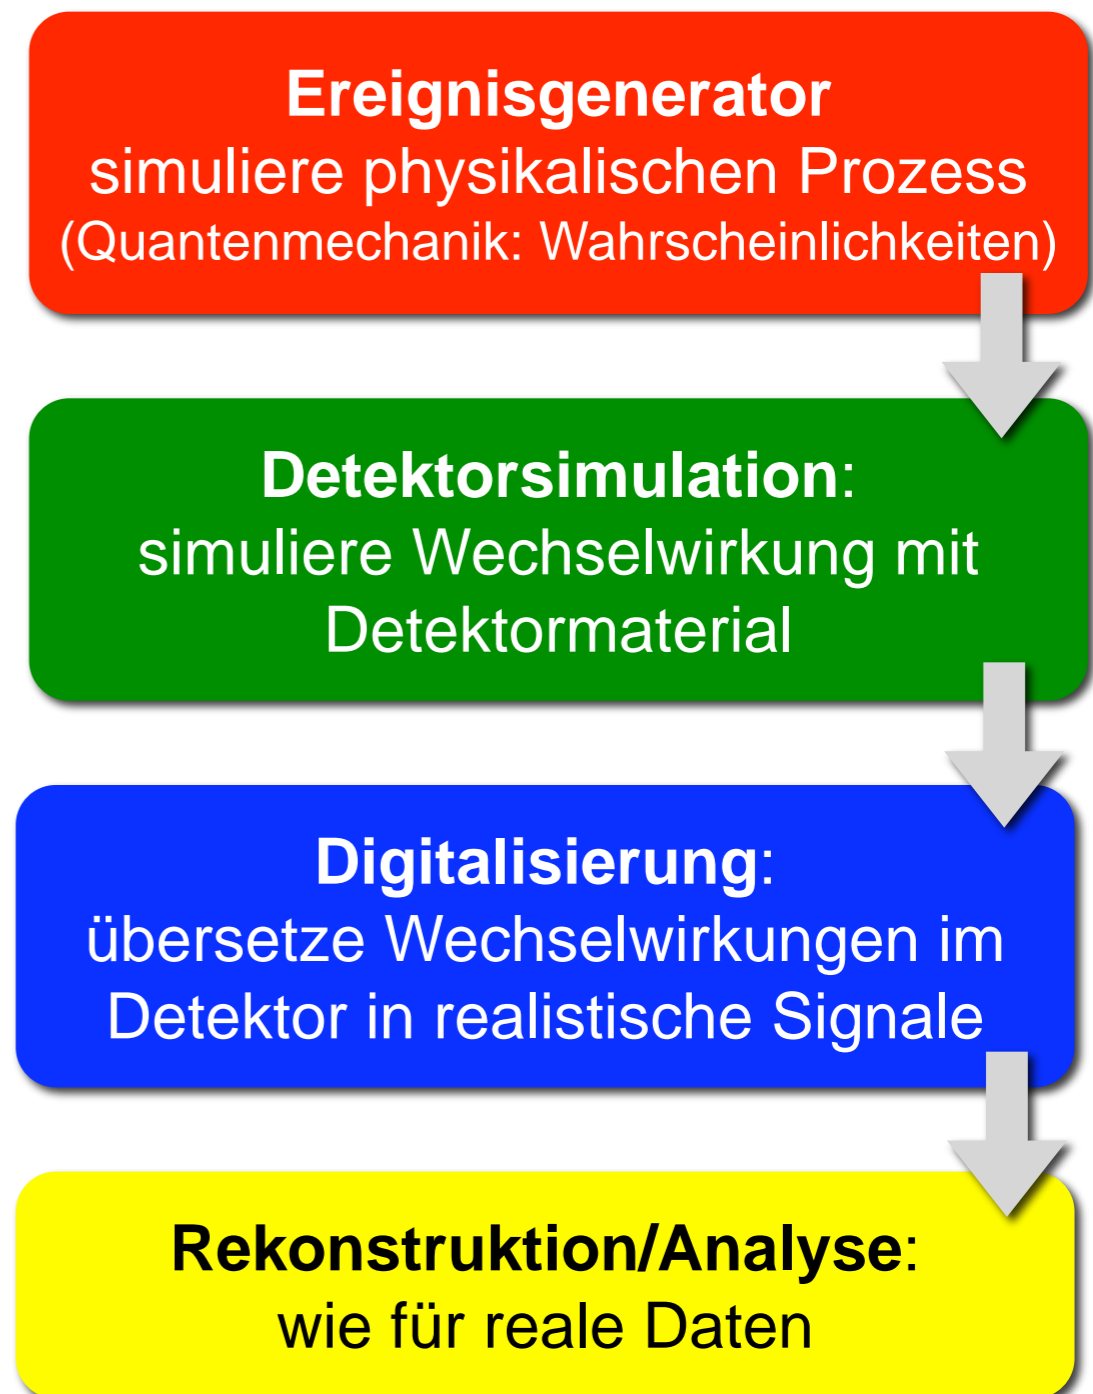 Ereignisgenerator
simuliere physikalischen Prozess
(Quantenmechanik: Wahrscheinlichkeiten)
Detektorsimulation:
simuliere Wechselwirkung mit
Detektormaterial
Digitalisierung:
übersetze Wechselwirkungen im
Detektor in realistische Signale
Rekonstruktion/Analyse:
wie für reale Daten